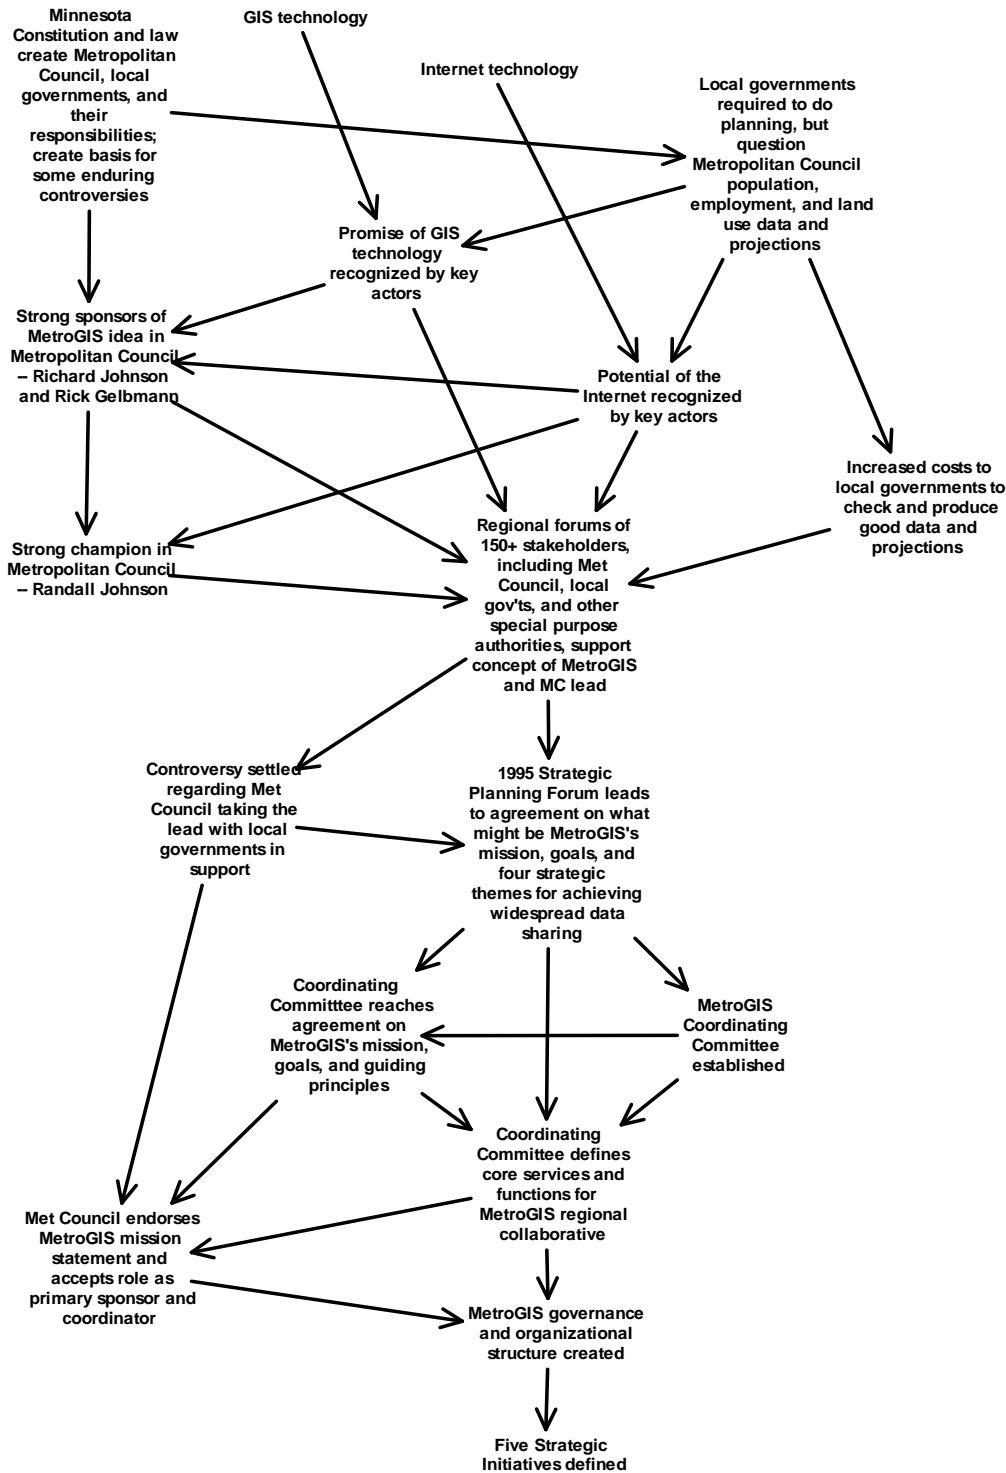 Minnesota
Constitution and law
create Metropolitan
Council, local
governments, and
their
responsibilities;
create basis for
some enduring
controversies
GIS technology
Internet technology
Local governments
required to do
planning, but
question
Metropolitan Council
population,
employment, and land
use data and
projections
Promise of GIS
technology
recognized by key
actors
Strong sponsors of
MetroGIS idea in
Metropolitan Council
– Richard Johnson
and Rick Gelbmann
Potential of the
Internet recognized
by key actors
Increased costs to
local governments to
check and produce
good data and
projections
Strong champion in
Metropolitan Council
-- Randall Johnson
Regional forums of
150+ stakeholders,
including Met
Council, local
gov'ts, and other
special purpose
authorities, support
concept of MetroGIS
and MC lead
Controversy settled
regarding Met
Council taking the
lead with local
governments in
support
1995 Strategic
Planning Forum leads
to agreement on what
might be MetroGIS's
mission, goals, and
four strategic
themes for achieving
widespread data
sharing
Coordinating
Committtee reaches
agreement on
MetroGIS's mission,
goals, and guiding
principles
MetroGIS
Coordinating
Committee
established
Coordinating
Committee defines
core services and
functions for
MetroGIS regional
collaborative
Met Council endorses
MetroGIS mission
statement and
accepts role as
primary sponsor and
coordinator
MetroGIS governance
and organizational
structure created
Five Strategic
Initiatives defined